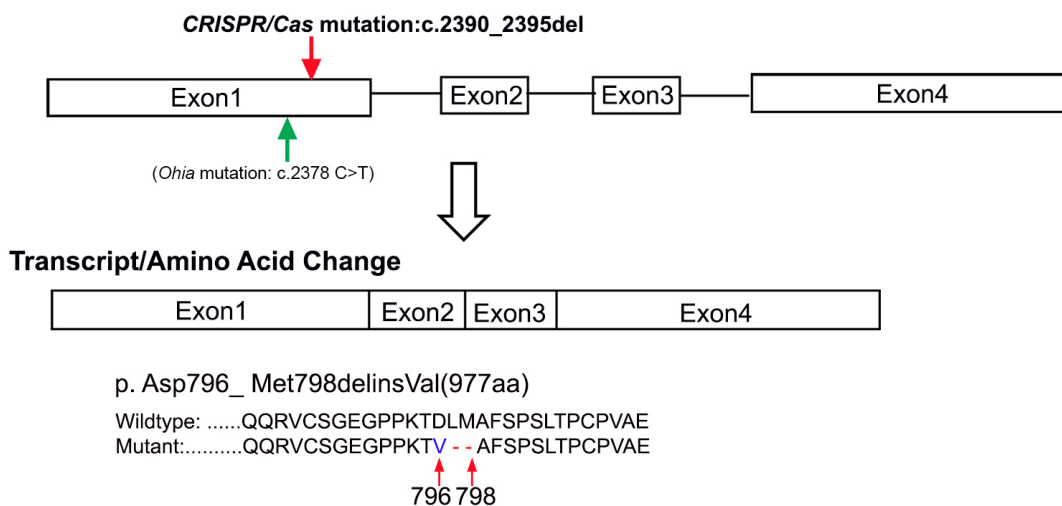 CRISPR/Cas mutation:c.2390_2395del
Exon1 Exon2 Exon3 Exon4
(Ohia mutation: c.2378 C>T)
Transcript/Amino Acid Change
Exon1 Exon2 Exon3 Exon4
p. Asp796_ Met798delinsVal(977aa)
Wildtype: ......QQRVCSGEGPPKTDLMAFSPSLTPCPVAE
Mutant:..........QQRVCSGEGPPKTV - - AFSPSLTPCPVAE
796 798